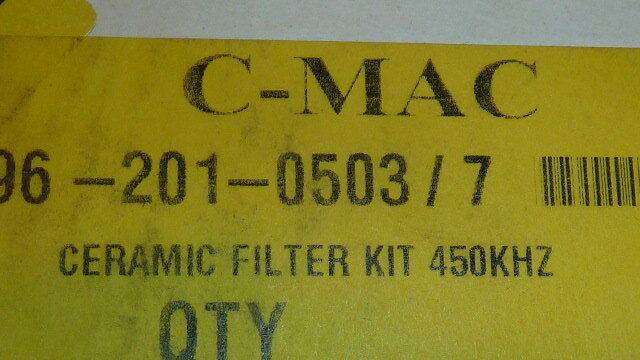 C-MAC
96-201-0503/7
CERAMIC FILTER KIT 450KHZ
QTY